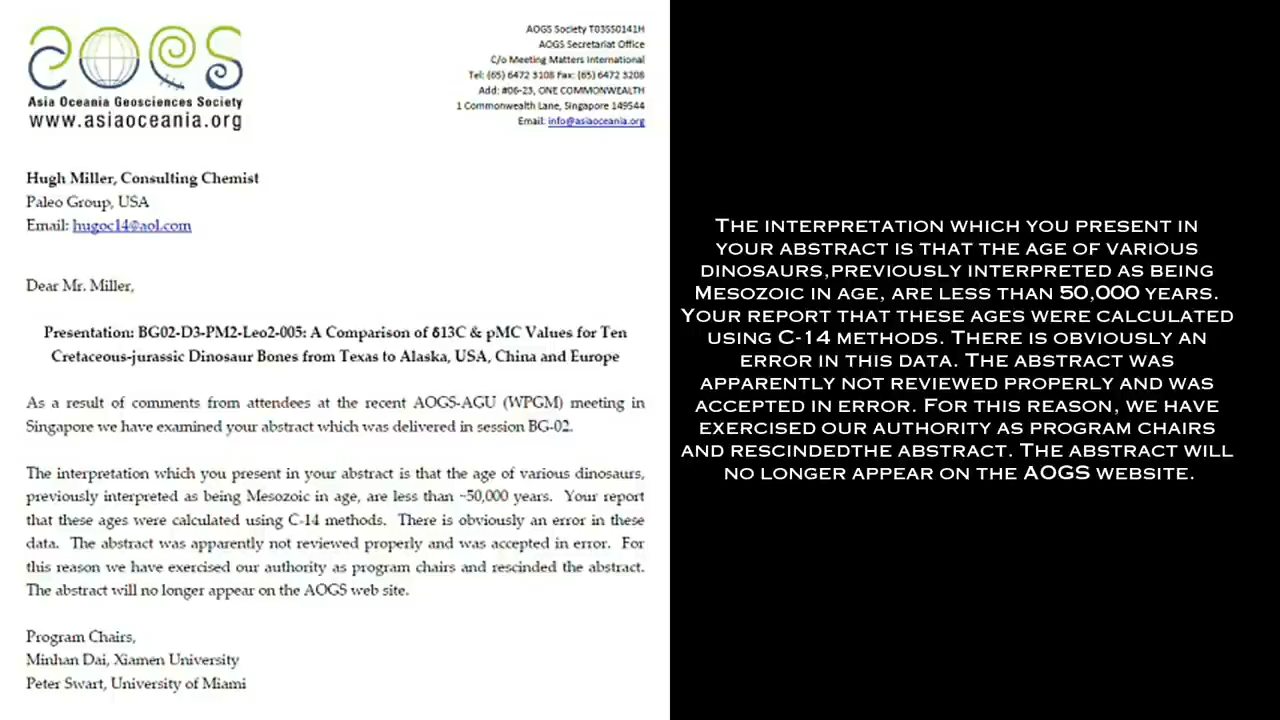 AOGS
Asia Oceania Geosciences Society
www.asiaoceania.org
AOGS Society T03SS0141H
AOGS Secretariat Office
C/o Meeting Matters International
Tel: (65) 6472 3108 Fax: (65) 6472 3208
Add: #06-23, ONE COMMONWEALTH
1 Commonwealth Lane, Singapore 149544
Email: info@asiaoceania.org
Hugh Miller, Consulting Chemist
Paleo Group, USA
Email: hugoc14@aol.com
Dear Mr. Miller,
Presentation: BG02-D3-PM2-Leo2-005: A Comparison of δ13C & pMC Values for Ten
Cretaceous-jurassic Dinosaur Bones from Texas to Alaska, USA, China and Europe
As a result of comments from attendees at the recent AOGS-AGU (WPGM) meeting in
Singapore we have examined your abstract which was delivered in session BG-02.
The interpretation which you present in your abstract is that the age of various dinosaurs,
previously interpreted as being Mesozoic in age, are less than ~50,000 years. Your report
that these ages were calculated using C-14 methods. There is obviously an error in these
data. The abstract was apparently not reviewed properly and was accepted in error. For
this reason we have exercised our authority as program chairs and rescinded the abstract.
The abstract will no longer appear on the AOGS web site.
Program Chairs,
Minhan Dai, Xiamen University
Peter Swart, University of Miami
The interpretation which you present in
your abstract is that the age of various
dinosaurs,previously interpreted as being
Mesozoic in age, are less than 50,000 years.
Your report that these ages were calculated
using C-14 methods. There is obviously an
error in this data. The abstract was
apparently not reviewed properly and was
accepted in error. For this reason, we have
exercised our authority as program chairs
and rescindedthe abstract. The abstract will
no longer appear on the AOGS website.